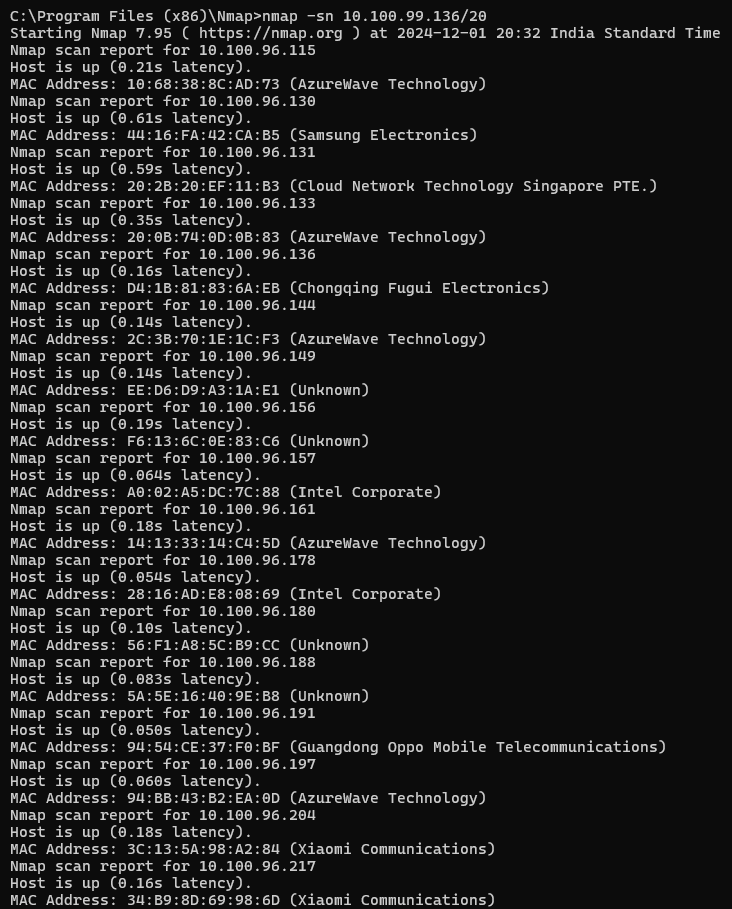 C:\Program Files (x86)\Nmap>nmap -sn 10.100.99.136/20
Starting Nmap 7.95 ( https://nmap.org ) at 2024-12-01 20:32 India Standard Time
Nmap scan report for 10.100.96.115
Host is up (0.21s latency).
MAC Address: 10:68:38:8C:AD:73 (AzureWave Technology)
Nmap scan report for 10.100.96.130
Host is up (0.61s latency).
MAC Address: 44:16:FA:42:CA:B5 (Samsung Electronics)
Nmap scan report for 10.100.96.131
Host is up (0.59s latency).
MAC Address: 20:2B:20:EF:11:B3 (Cloud Network Technology Singapore PTE.)
Nmap scan report for 10.100.96.133
Host is up (0.35s latency).
MAC Address: 20:0B:74:0D:0B:83 (AzureWave Technology)
Nmap scan report for 10.100.96.136
Host is up (0.16s latency).
MAC Address: D4:1B:81:83:6A:EB (Chongqing Fugui Electronics)
Nmap scan report for 10.100.96.144
Host is up (0.14s latency).
MAC Address: 2C:3B:70:1E:1C:F3 (AzureWave Technology)
Nmap scan report for 10.100.96.149
Host is up (0.14s latency).
MAC Address: EE:D6:D9:A3:1A:E1 (Unknown)
Nmap scan report for 10.100.96.156
Host is up (0.19s latency).
MAC Address: F6:13:6C:0E:83:C6 (Unknown)
Nmap scan report for 10.100.96.157
Host is up (0.064s latency).
MAC Address: A0:02:A5:DC:7C:88 (Intel Corporate)
Nmap scan report for 10.100.96.161
Host is up (0.18s latency).
MAC Address: 14:13:33:14:C4:5D (AzureWave Technology)
Nmap scan report for 10.100.96.178
Host is up (0.054s latency).
MAC Address: 28:16:AD:E8:08:69 (Intel Corporate)
Nmap scan report for 10.100.96.180
Host is up (0.10s latency).
MAC Address: 56:F1:A8:5C:B9:CC (Unknown)
Nmap scan report for 10.100.96.188
Host is up (0.083s latency).
MAC Address: 5A:5E:16:40:9E:B8 (Unknown)
Nmap scan report for 10.100.96.191
Host is up (0.050s latency).
MAC Address: 94:54:CE:37:F0:BF (Guangdong Oppo Mobile Telecommunications)
Nmap scan report for 10.100.96.197
Host is up (0.060s latency).
MAC Address: 94:BB:43:B2:EA:0D (AzureWave Technology)
Nmap scan report for 10.100.96.204
Host is up (0.18s latency).
MAC Address: 3C:13:5A:98:A2:84 (Xiaomi Communications)
Nmap scan report for 10.100.96.217
Host is up (0.16s latency).
MAC Address: 34:B9:8D:69:98:6D (Xiaomi Communications)